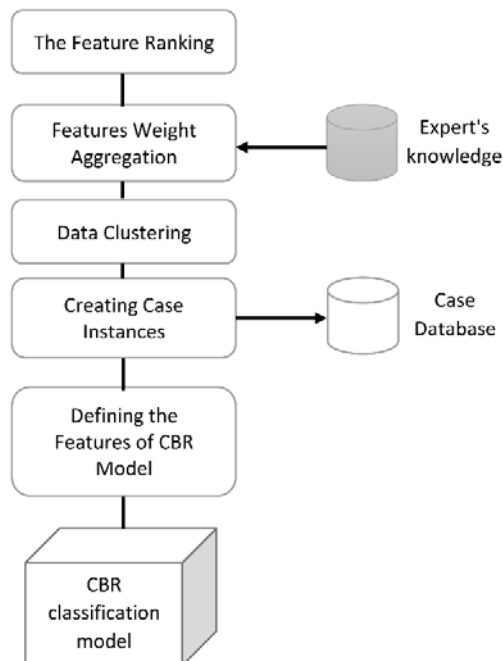 The Feature Ranking
Features Weight
Aggregation
Expert's
knowledge
Data Clustering
Creating Case
Instances
Case
Database
Defining the
Features of CBR
Model
CBR
classification
model